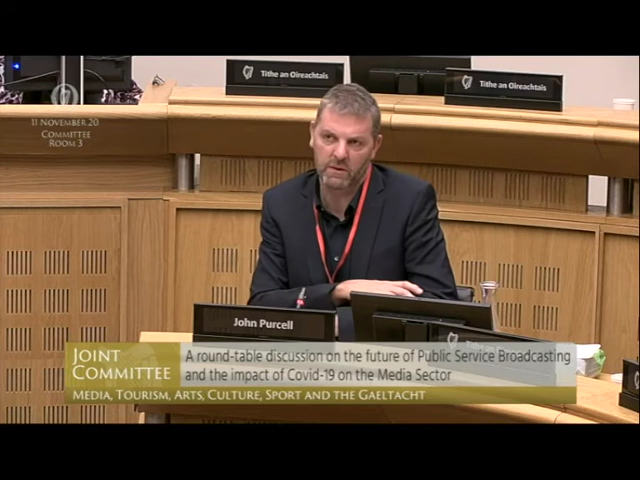 Tithe an Oireachtais
Tithe an Oireachtais
11 NOVEMBER 20
COMMITTEE
ROOM 3
John Purcell
JOINT
COMMITTEE
A round-table discussion on the future of Public Service Broadcasting
and the impact of Covid-19 on the Media Sector
MEDIA, TOURISM, ARTS, CULTURE, SPORT AND THE GAELTACHT